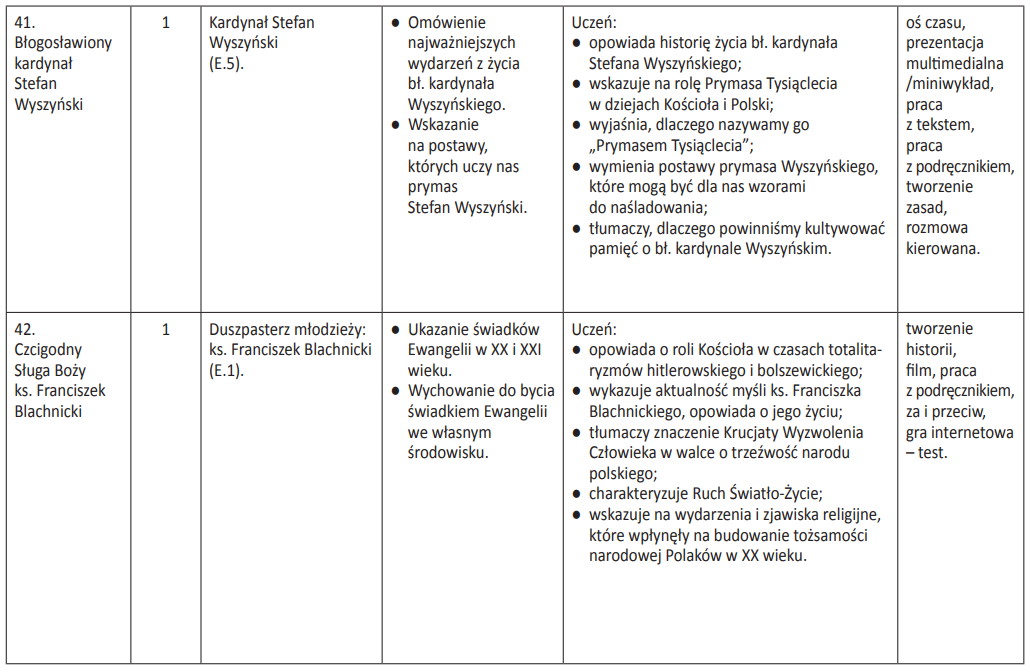 41.
Błogosławiony
kardynał
Stefan
Wyszyński
1
Kardynał Stefan
Wyszyński
(E.5).
● Omówienie
najważniejszych
wydarzeń z życia
bł. kardynała
Wyszyńskiego.
● Wskazanie
na postawy,
których uczy nas
prymas
Stefan Wyszyński.
Uczeń:
● opowiada historię życia bł. kardynała
Stefana Wyszyńskiego;
● wskazuje na rolę Prymasa Tysiąclecia
w dziejach Kościoła i Polski;
● wyjaśnia, dlaczego nazywamy go
„Prymasem Tysiąclecia”;
● wymienia postawy prymasa Wyszyńskiego,
które mogą być dla nas wzorami
do naśladowania;
● tłumaczy, dlaczego powinniśmy kultywować
pamięć o bł. kardynale Wyszyńskim.
oś czasu,
prezentacja
multimedialna
/miniwykład,
praca
z tekstem,
praca
z podręcznikiem,
tworzenie
zasad,
rozmowa
kierowana.
42.
Czcigodny
Sługa Boży
ks. Franciszek
Blachnicki
1
Duszpasterz młodzieży:
ks. Franciszek Blachnicki
(E.1).
● Ukazanie świadków
Ewangelii w XX i XXI
wieku.
● Wychowanie do bycia
świadkiem Ewangelii
we własnym
środowisku.
Uczeń:
● opowiada o roli Kościoła w czasach totalita-
ryzmów hitlerowskiego i bolszewickiego;
● wykazuje aktualność myśli ks. Franciszka
Blachnickiego, opowiada o jego życiu;
● tłumaczy znaczenie Krucjaty Wyzwolenia
Człowieka w walce o trzeźwość narodu
polskiego;
● charakteryzuje Ruch Światło-Życie;
● wskazuje na wydarzenia i zjawiska religijne,
które wpłynęły na budowanie tożsamości
narodowej Polaków w XX wieku.
tworzenie
historii,
film, praca
z podręcznikiem,
za i przeciw,
gra internetowa
– test.